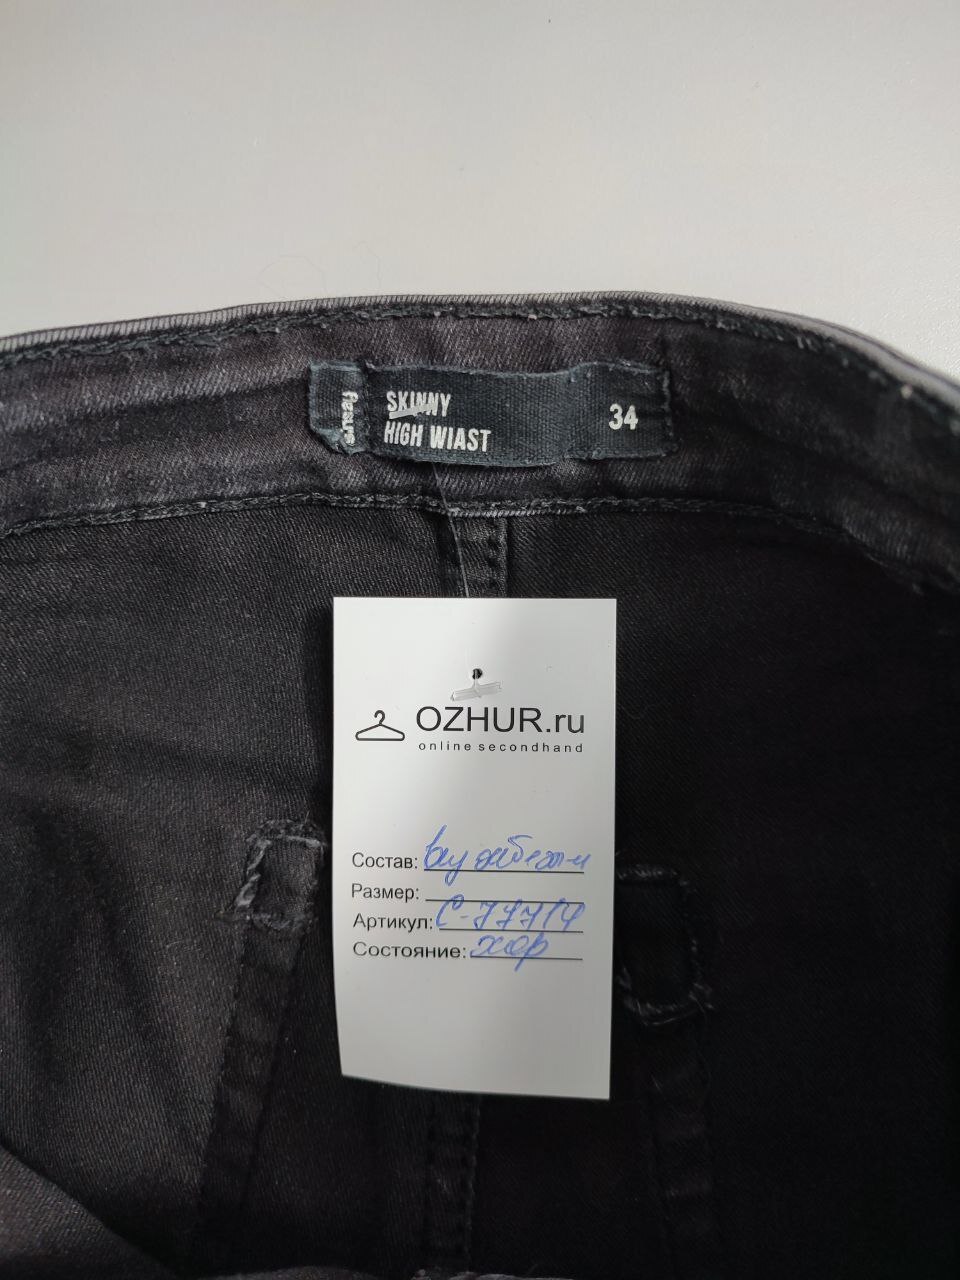 SKINNY
HIGH WIAST
34
OZHUR.ru
online secondhand
Состав:
Размер:
Артикул: С-77714
Состояние: хор